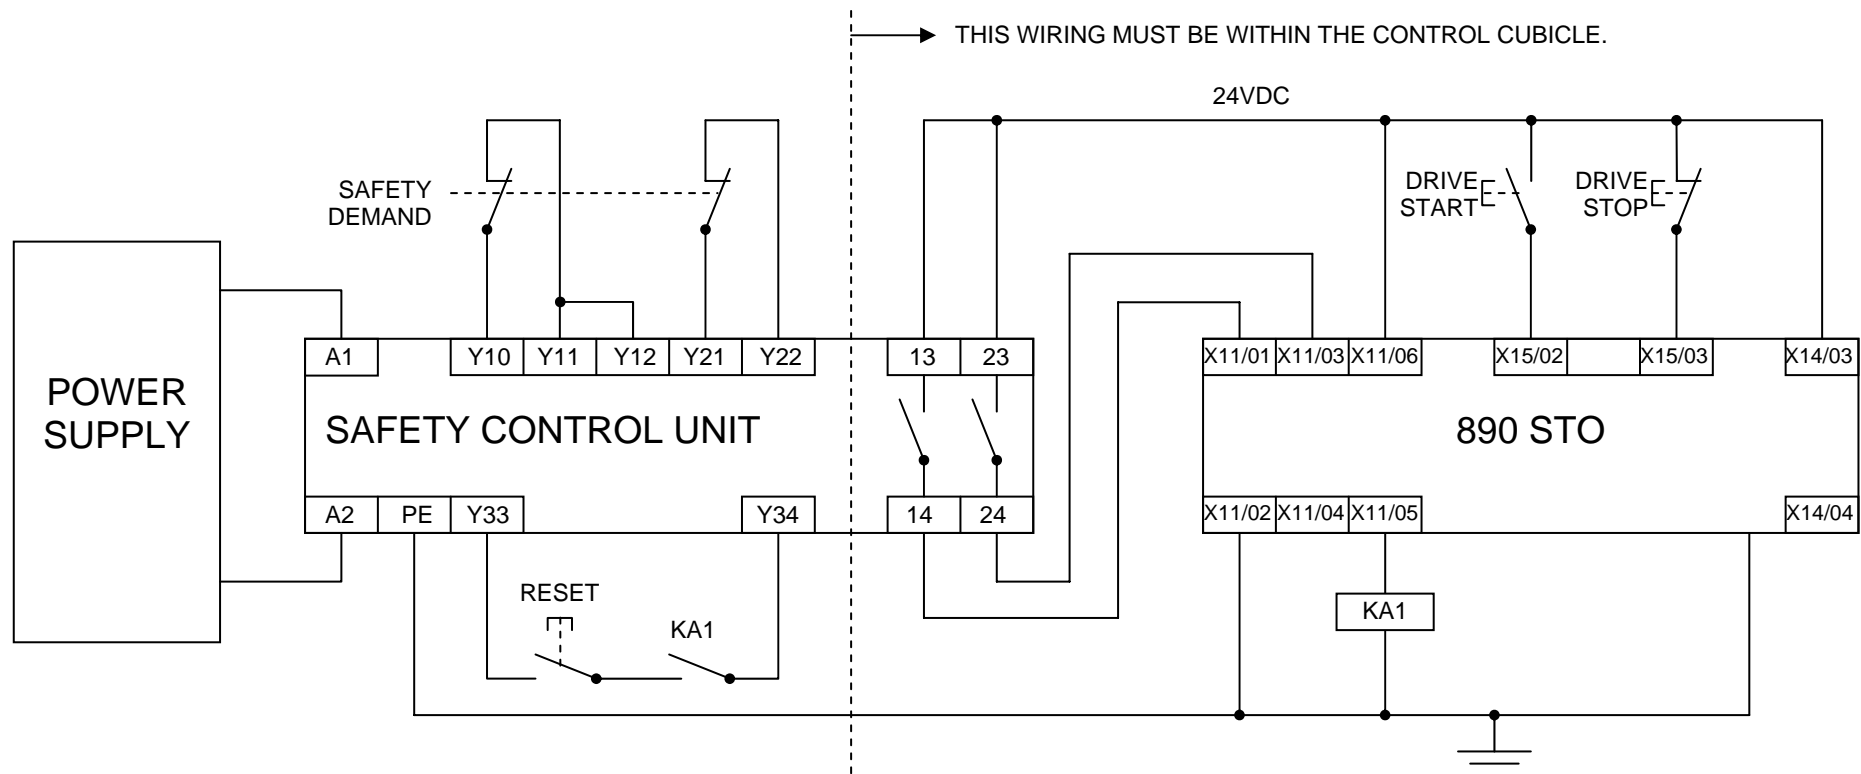 THIS WIRING MUST BE WITHIN THE CONTROL CUBICLE.
24VDC
SAFETY
DEMAND
DRIVE
START
DRIVE
STOP
POWER
SUPPLY
A1
Y10
Y11
Y12
Y21
Y22
13
23
X11/01
X11/03
X11/06
X15/02
X15/03
X14/03
SAFETY CONTROL UNIT
890 STO
A2
PE
Y33
Y34
14
24
X11/02
X11/04
X11/05
X14/04
RESET
KA1
KA1